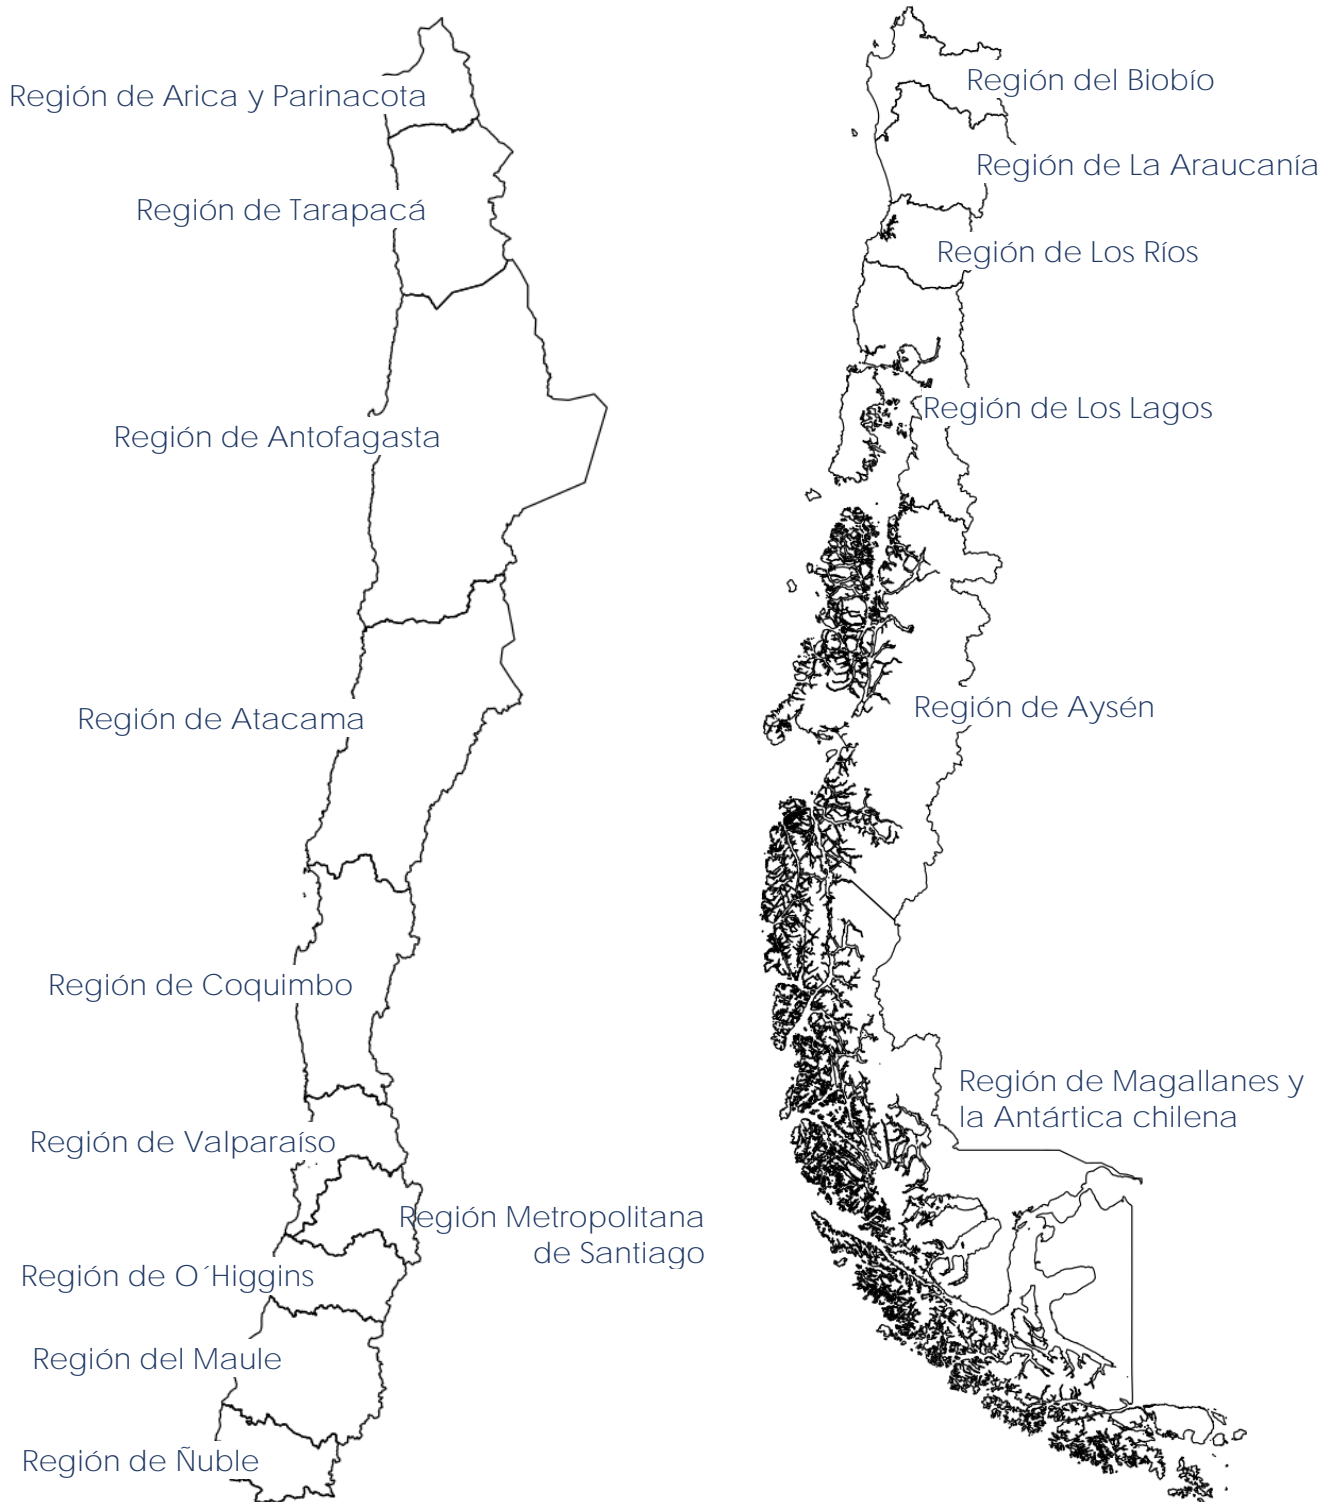 Región de Arica y Parinacota
Región de Tarapacá
Región de Antofagasta
Región de Atacama
Región de Coquimbo
Región de Valparaíso
Región Metropolitana
de Santiago
Región de O´Higgins
Región del Maule
Región de Ñuble
Región del Biobío
Región de La Araucanía
Región de Los Ríos
Región de Los Lagos
Región de Aysén
Región de Magallanes y
la Antártica chilena